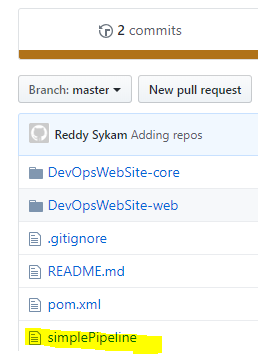 2 commits
Branch: master New pull request
Reddy Sykam Adding repos
DevOpsWebSite-core
DevOpsWebSite-web
.gitignore
README.md
pom.xml
simplePipeline